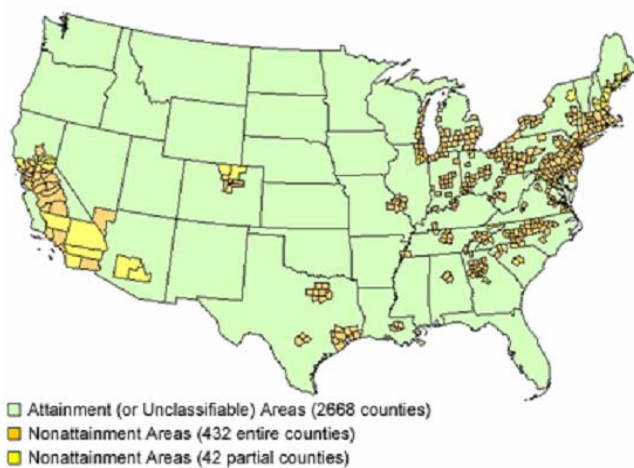 Attainment (or Unclassifiable) Areas (2668 counties)
Nonattainment Areas (432 entire counties)
Nonattainment Areas (42 partial counties)